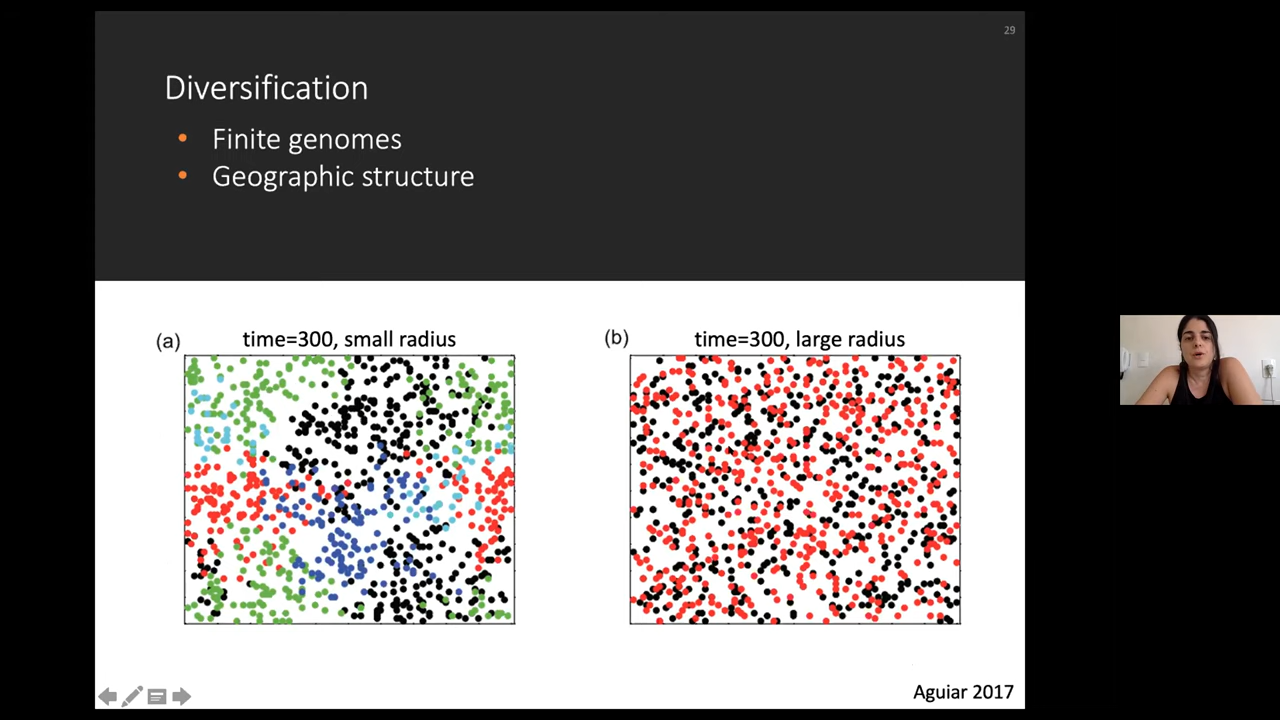 29
Diversification
• Finite genomes
• Geographic structure
(a)
time=300, small radius
(b)
time=300, large radius
Aguiar 2017